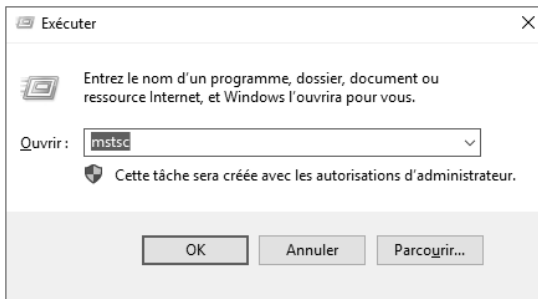 Exécuter
Entrez le nom d'un programme, dossier, document ou
ressource Internet, et Windows l'ouvrira pour vous.
Ouvrir : mstsc
Cette tâche sera créée avec les autorisations d'administrateur.
OK Annuler Parcourir...